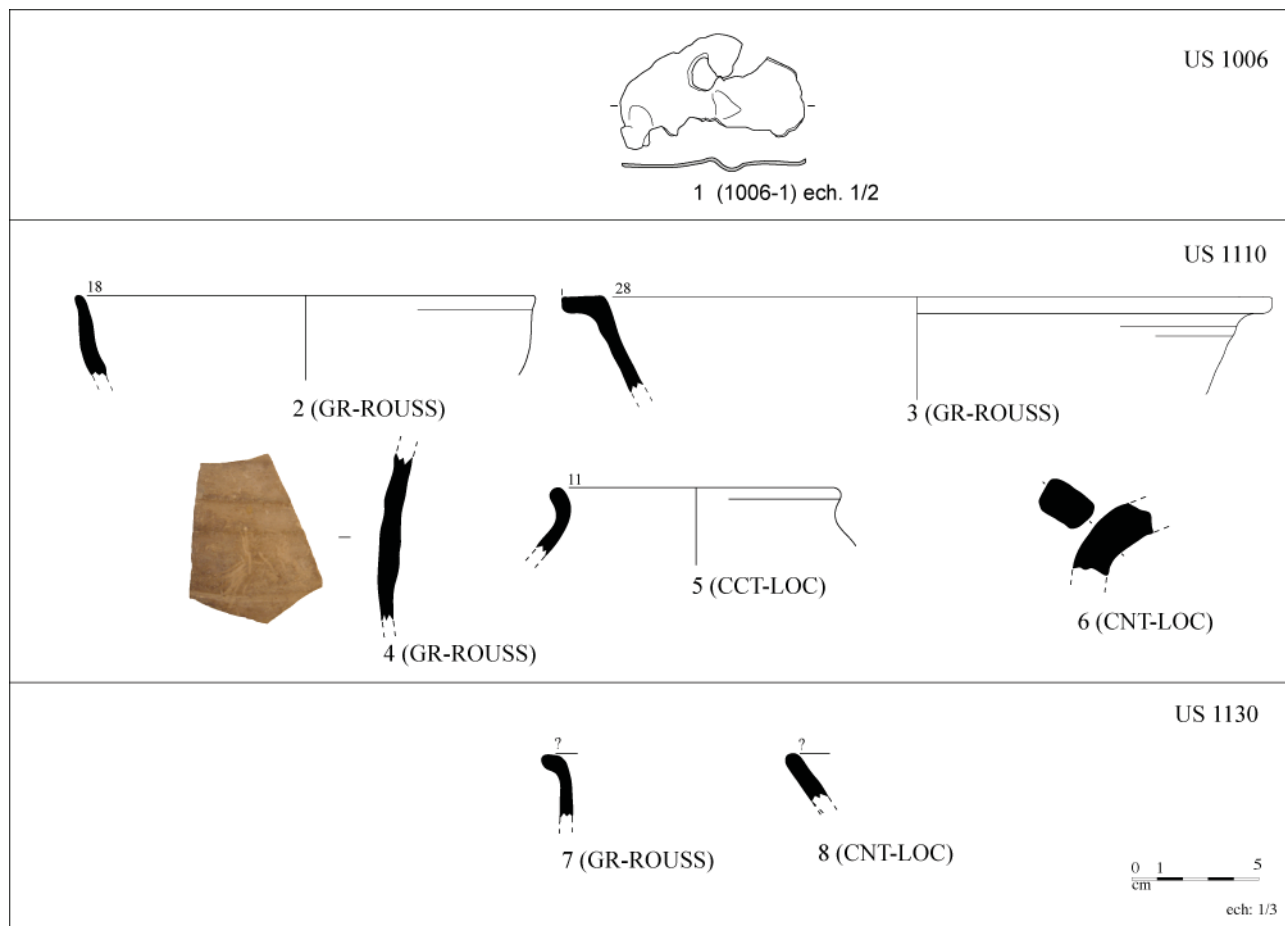 US 1006
1 (1006-1) ech. 1/2
US 1110
18
28
2 (GR-ROUSS)
3 (GR-ROUSS)
11
4 (GR-ROUSS)
5 (CCT-LOC)
6 (CNT-LOC)
US 1130
?
?
7 (GR-ROUSS)
8 (CNT-LOC)
0 1 5
cm
ech: 1/3